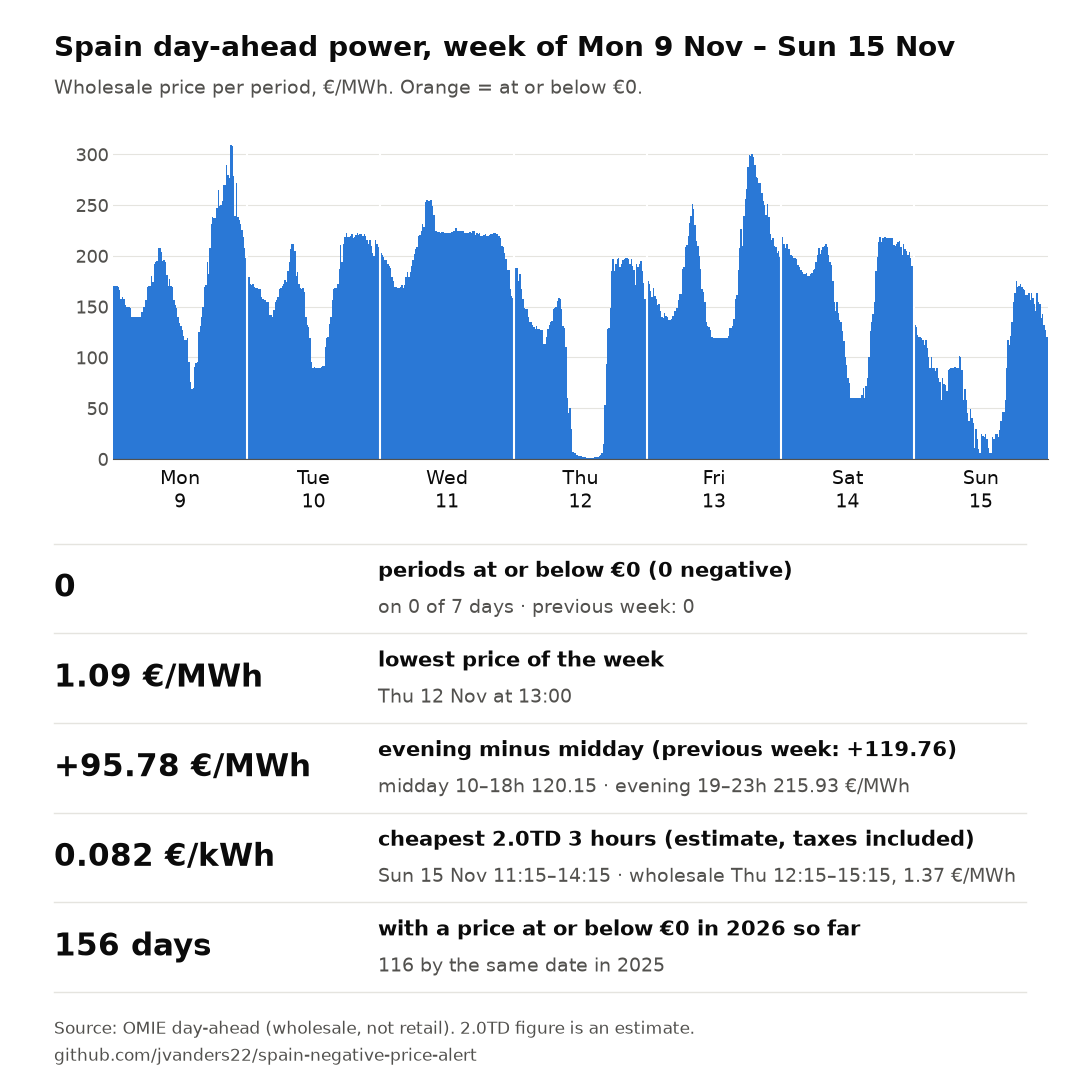 Spain day-ahead power, week of Mon 9 Nov – Sun 15 Nov
Wholesale price per period, €/MWh. Orange = at or below €0.
300
250
200
150
100
50
0
Mon Tue Wed Thu Fri Sat Sun
9 10 11 12 13 14 15
0
periods at or below €0 (0 negative)
on 0 of 7 days · previous week: 0
1.09 €/MWh
lowest price of the week
Thu 12 Nov at 13:00
+95.78 €/MWh
evening minus midday (previous week: +119.76)
midday 10–18h 120.15 · evening 19–23h 215.93 €/MWh
0.082 €/kWh
cheapest 2.0TD 3 hours (estimate, taxes included)
Sun 15 Nov 11:15–14:15 · wholesale Thu 12:15–15:15, 1.37 €/MWh
156 days
with a price at or below €0 in 2026 so far
116 by the same date in 2025
Source: OMIE day-ahead (wholesale, not retail). 2.0TD figure is an estimate.
github.com/jvanders22/spain-negative-price-alert